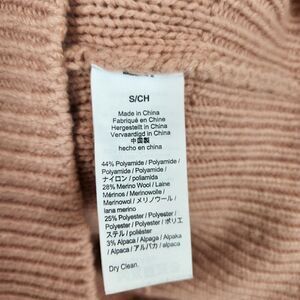 S/CH
Made in China
Fabriqué en China
Hergestellt in China
Vervaardigd in China
中国製
hecho en china
44% Polyamide / Polyamide /
Polyamide / Polyamide /
ナイロン / poliamida
28% Merino Wool / Laine
Mérinos / Merinowolle /
Merinowol / メリノウール /
lana merino
25% Polyester / Polyester /
Polyester / Polyester / ポリエ
ステル / poliéster
3% Alpaca / Alpaga / Alpaka
/ Alpaca / アルパカ / alpaca
Dry Clean.